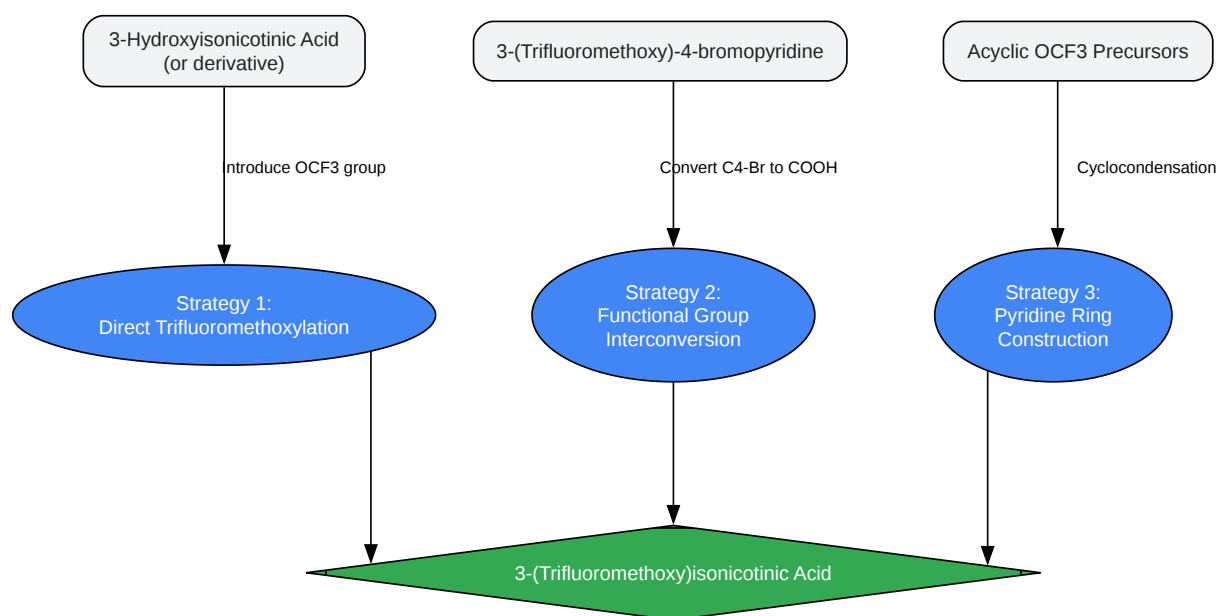 3-Hydroxyisonicotinic Acid
(or derivative)
3-(Trifluoromethoxy)-4-bromopyridine
Acyclic OCF3 Precursors
Introduce OCF3 group
Convert C4-Br to COOH
Cyclocondensation
Strategy 1:
Direct Trifluoromethoxylation
Strategy 2:
Functional Group
Interconversion
Strategy 3:
Pyridine Ring
Construction
3-(Trifluoromethoxy)isonicotinic Acid